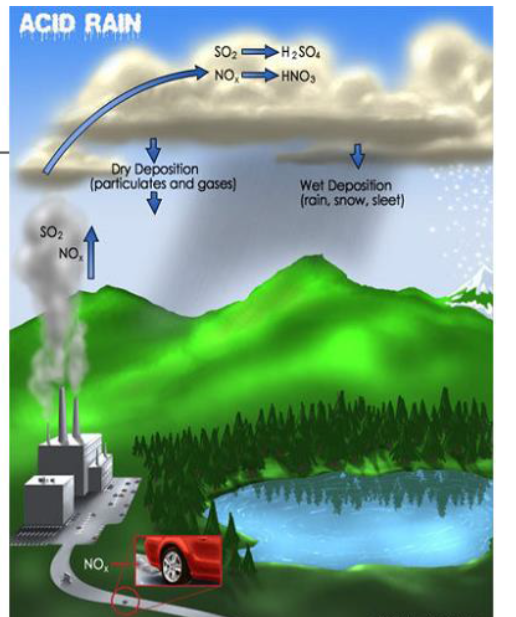 ACID RAIN
SO₂ → H₂SO₄
NOₓ → HNO₃
Dry Deposition
(particulates and gases)
Wet Deposition
(rain, snow, sleet)
SO₂
NOₓ
NOₓ